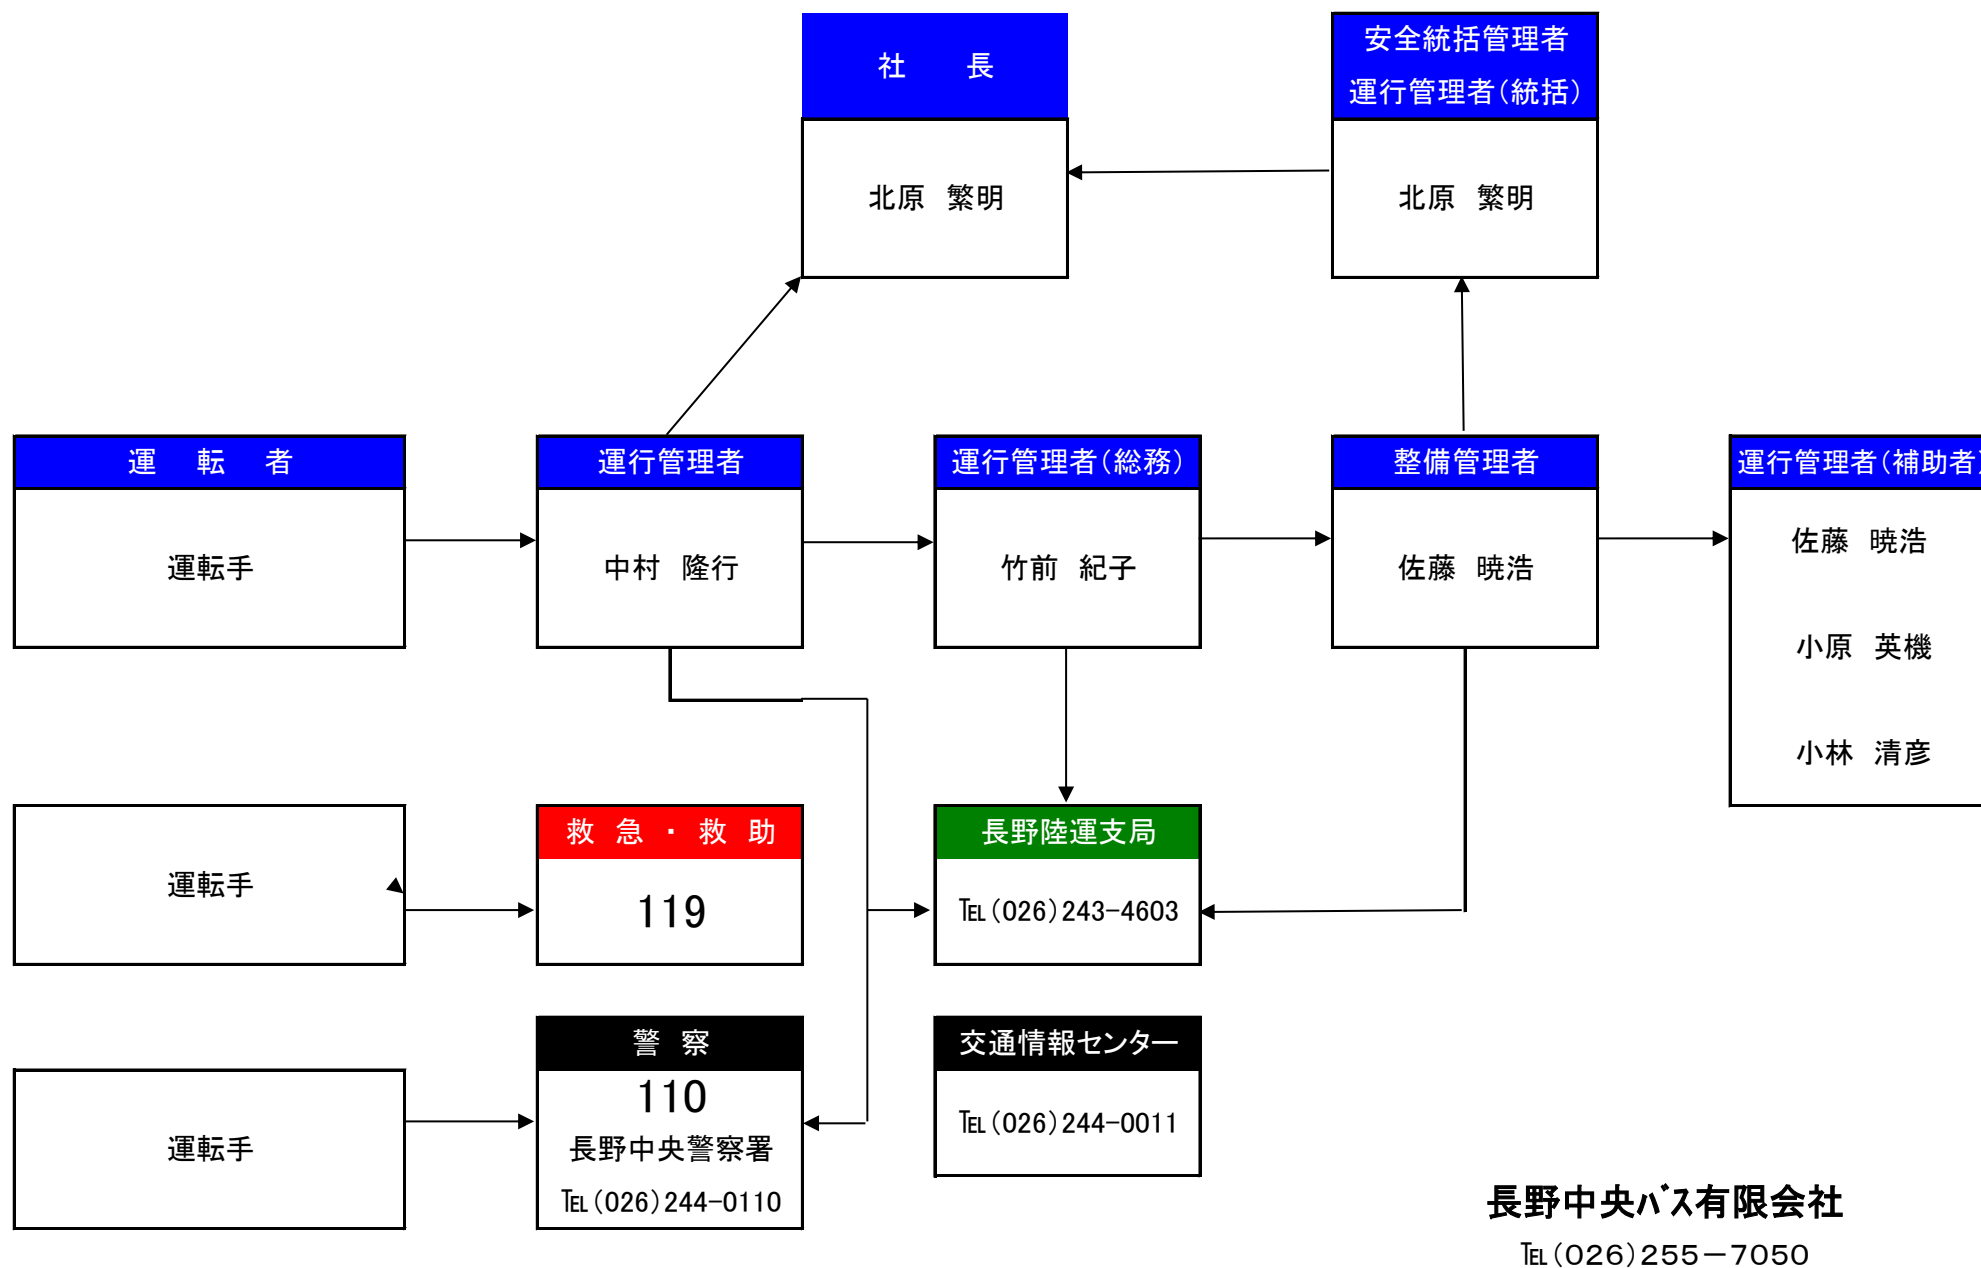 社　　長
安全統括管理者
運行管理者(統括)
北原　繁明
北原　繁明
運　転　者
運行管理者
運行管理者(総務)
整備管理者
運行管理者(補助者)
運転手
中村　隆行
竹前　紀子
佐藤　暁浩
佐藤　暁浩
小原　英機
小林　清彦
運転手
救　急　・　救　助
119
長野陸運支局
℡(026)243-4603
運転手
警　察
110
長野中央警察署
℡(026)244-0110
交通情報センター
℡(026)244-0011
長野中央バス有限会社
℡(026)255－7050